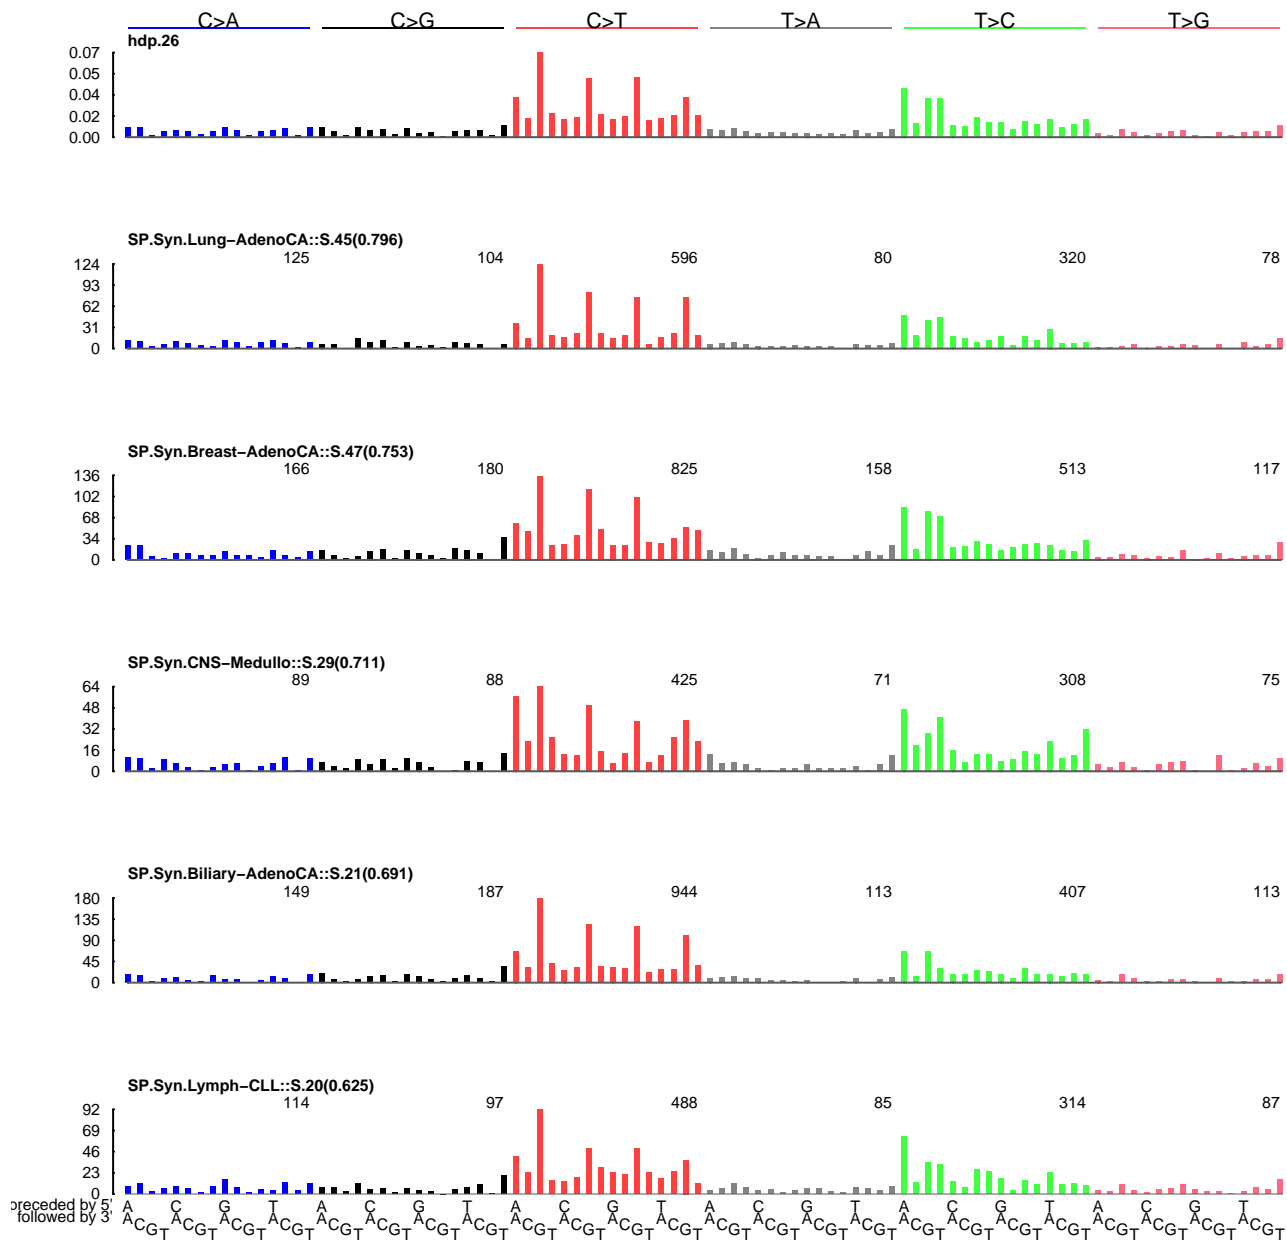 C>A C>G C>T T>A T>C T>G
hdp.26
0.07
0.05
0.04
0.02
0.00
SP.Syn.Lung−AdenoCA::S.45(0.796)
125 104 596 80 320 78
124
93
62
31
0
SP.Syn.Breast−AdenoCA::S.47(0.753)
166 180 825 158 513 117
136
102
68
34
0
SP.Syn.CNS−Medullo::S.29(0.711)
89 88 425 71 308 75
64
48
32
16
0
SP.Syn.Biliary−AdenoCA::S.21(0.691)
149 187 944 113 407 113
180
135
90
45
0
SP.Syn.Lymph−CLL::S.20(0.625)
114 97 488 85 314 87
92
69
46
23
0
preceded by 5' A C G T A C G T A C G T A C G T A C G T A C G T
followed by 3' A C G T A C G T A C G T A C G T A C G T A C G T A C G T A C G T A C G T A C G T A C G T A C G T A C G T A C G T A C G T A C G T A C G T A C G T A C G T A C G T A C G T A C G T A C G T A C G T